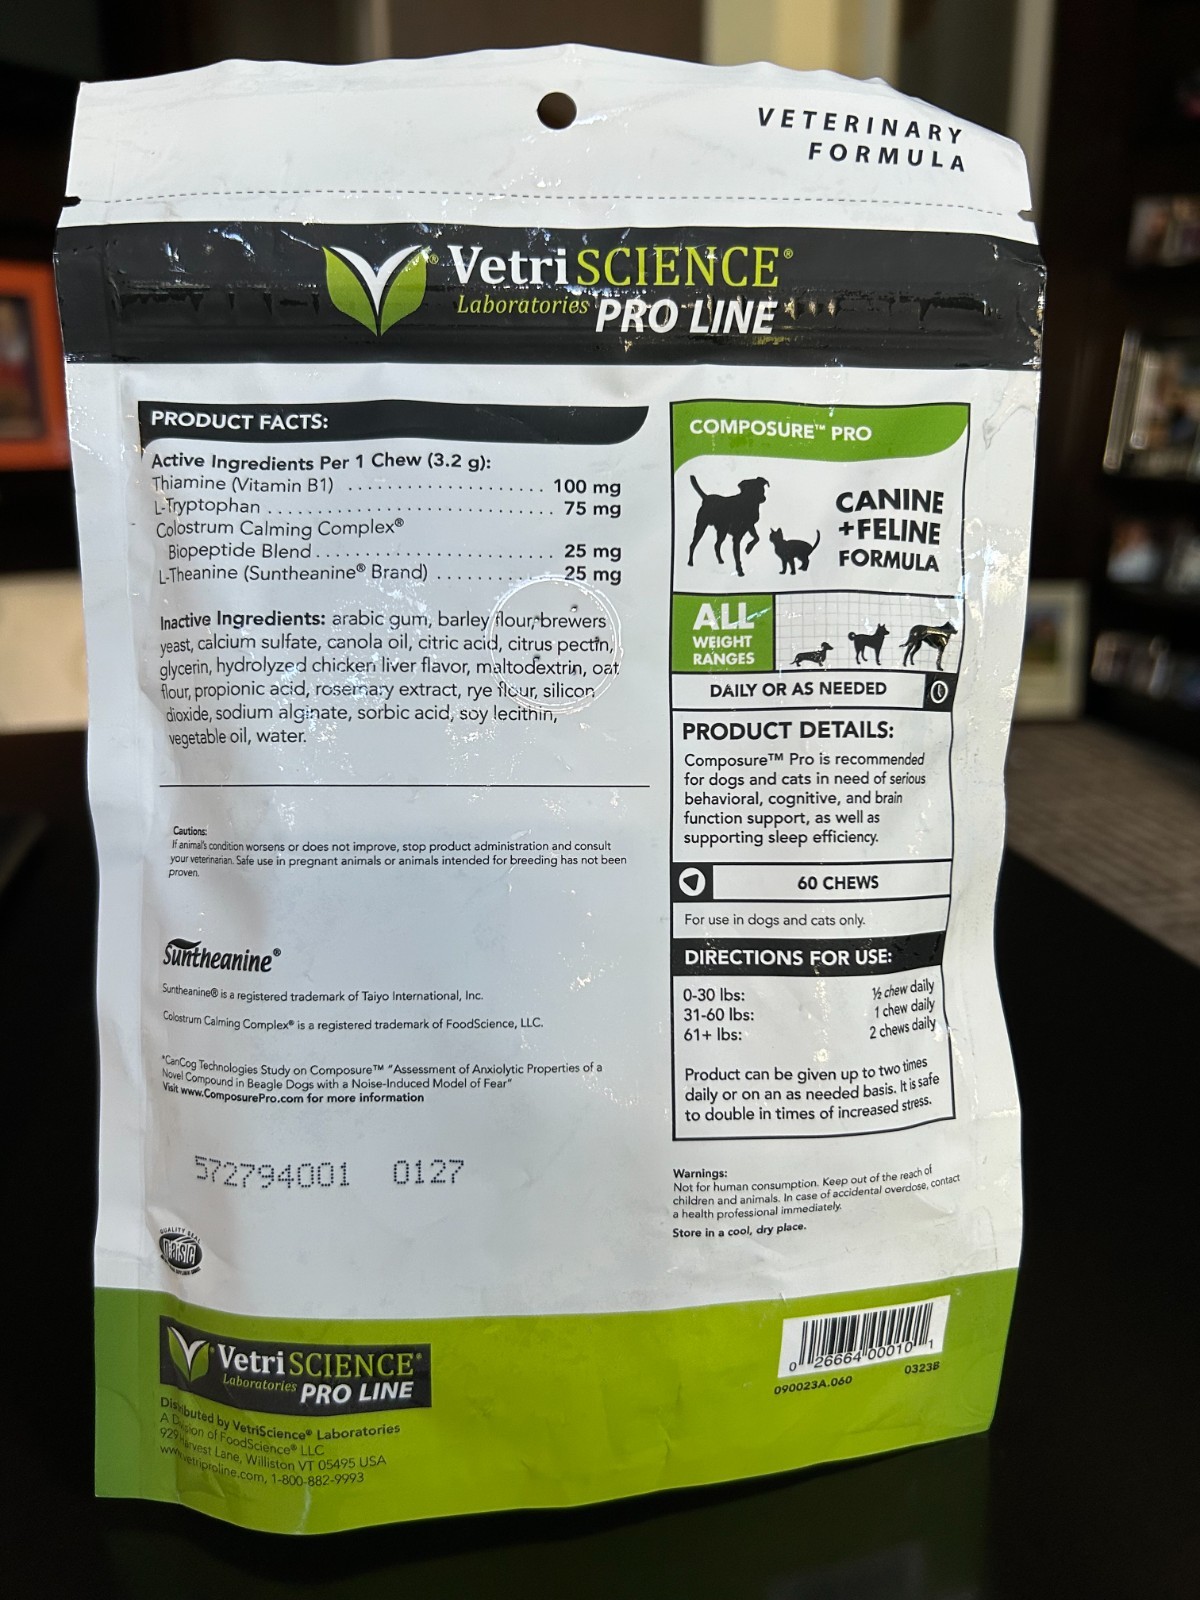 VETERINARY
FORMULA
VetriSCIENCE®
Laboratories PRO LINE
PRODUCT FACTS:
Active Ingredients Per 1 Chew (3.2 g):
Thiamine (Vitamin B1) .................... 100 mg
L-Tryptophan .............................. 75 mg
Colostrum Calming Complex®
Biopeptide Blend ......................... 25 mg
L-Theanine (Suntheanine® Brand) .......... 25 mg
Inactive Ingredients: arabic gum, barley flour, brewers
yeast, calcium sulfate, canola oil, citric acid, citrus pectin,
glycerin, hydrolyzed chicken liver flavor, maltodextrin, oat
flour, propionic acid, rosemary extract, rye flour, silicon
dioxide, sodium alginate, sorbic acid, soy lecithin,
vegetable oil, water.
Cautions:
If animal's condition worsens or does not improve, stop product administration and consult
your veterinarian. Safe use in pregnant animals or animals intended for breeding has not been
proven.
Suntheanine®
Suntheanine® is a registered trademark of Taiyo International, Inc.
Colostrum Calming Complex® is a registered trademark of FoodScience, LLC.
*CanCog Technologies Study on Composure™ "Assessment of Anxiolytic Properties of a
Novel Compound in Beagle Dogs with a Noise-Induced Model of Fear"
Visit www.ComposurePro.com for more information
572794001 0127
QUALITY SEAL
NASC
COMPOSURE™ PRO
CANINE
+FELINE
FORMULA
ALL
WEIGHT
RANGES
DAILY OR AS NEEDED
PRODUCT DETAILS:
Composure™ Pro is recommended
for dogs and cats in need of serious
behavioral, cognitive, and brain
function support, as well as
supporting sleep efficiency.
60 CHEWS
For use in dogs and cats only.
DIRECTIONS FOR USE:
0-30 lbs: ½ chew daily
31-60 lbs: 1 chew daily
61+ lbs: 2 chews daily
Product can be given up to two times
daily or on an as needed basis. It is safe
to double in times of increased stress.
Warnings:
Not for human consumption. Keep out of the reach of
children and animals. In case of accidental overdose, contact
a health professional immediately.
Store in a cool, dry place.
VetriSCIENCE®
Laboratories PRO LINE
Distributed by VetriScience® Laboratories
A Division of FoodScience® LLC
929 Harvest Lane, Williston VT 05495 USA
www.vetriproline.com, 1-800-882-9993
0 26664 00010 1
090023A.060 0323B